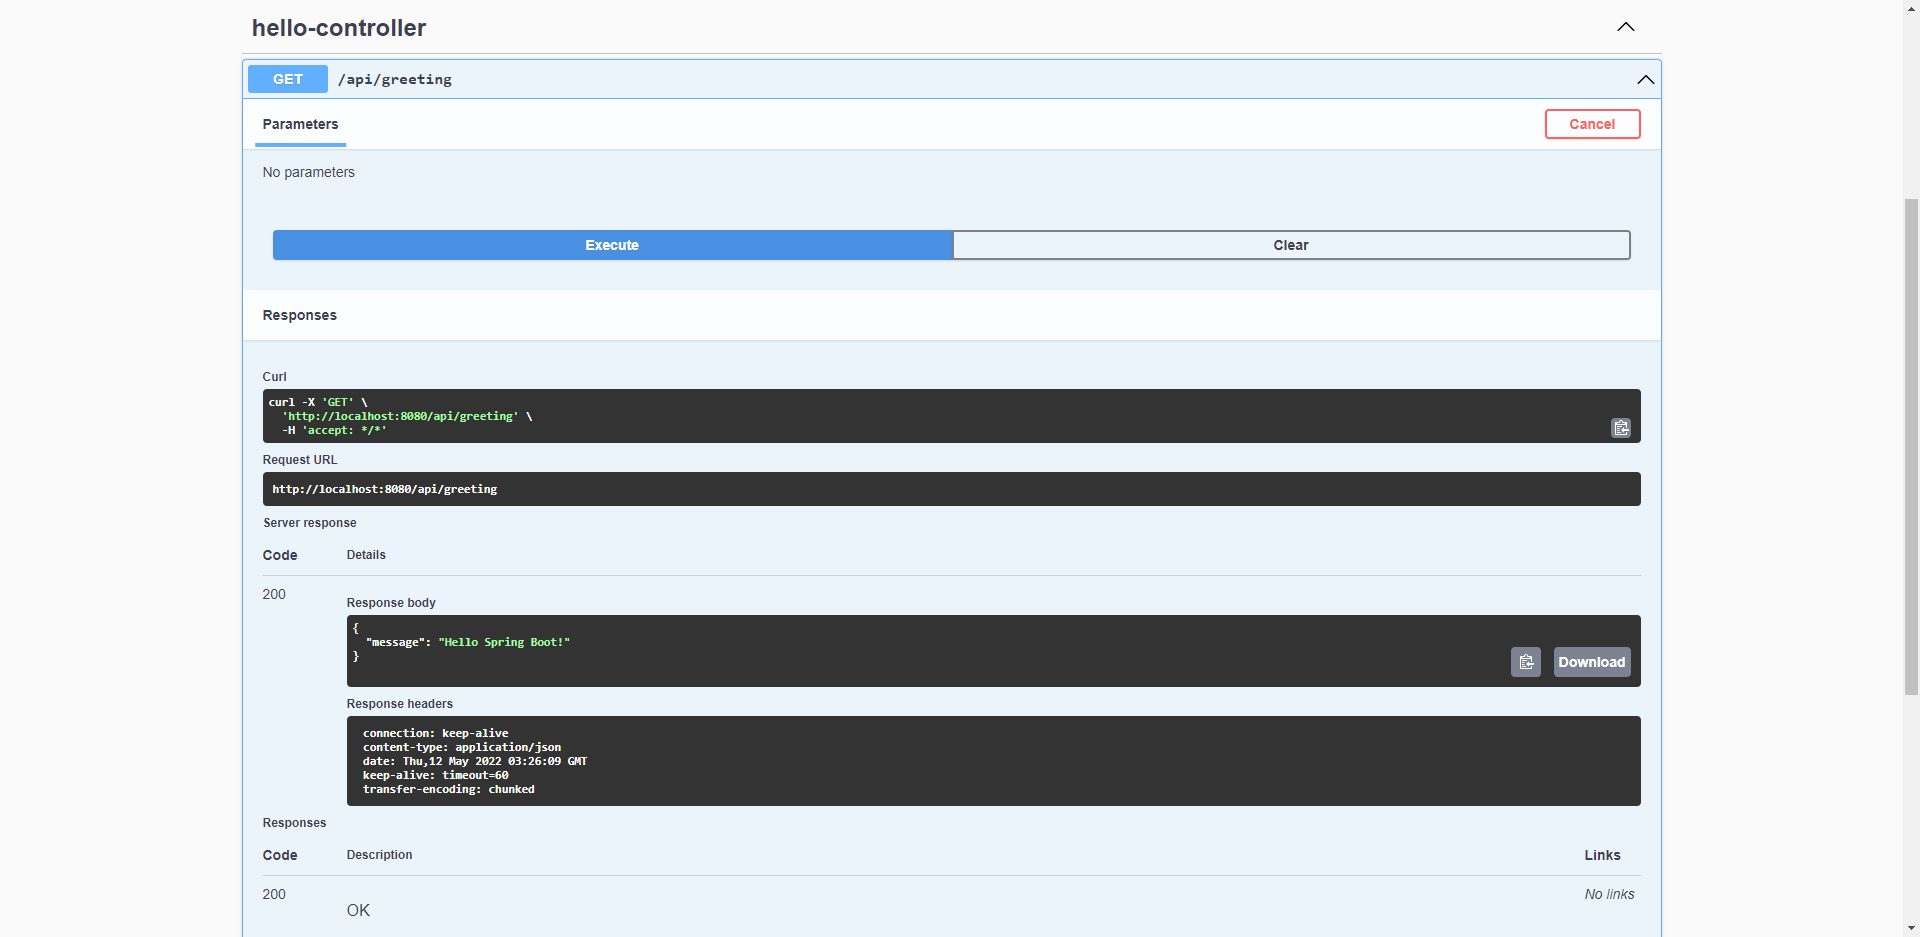 hello-controller
GET /api/greeting
Parameters Cancel
No parameters
Execute Clear
Responses
Curl
curl -X 'GET' \
  'http://localhost:8080/api/greeting' \
  -H 'accept: */*'
Request URL
http://localhost:8080/api/greeting
Server response
Code Details
200
Response body
{
  "message": "Hello Spring Boot!"
}
Download
Response headers
connection: keep-alive
content-type: application/json
date: Thu,12 May 2022 03:26:09 GMT
keep-alive: timeout=60
transfer-encoding: chunked
Responses
Code Description Links
200 No links
OK